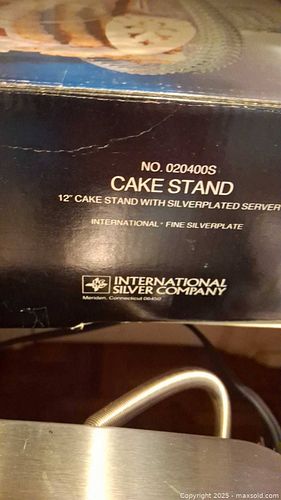 NO. 020400S
CAKE STAND
12" CAKE STAND WITH SILVERPLATED SERVER
INTERNATIONAL* FINE SILVERPLATE
INTERNATIONAL
SILVER COMPANY
Meriden, Connecticut 06450
Copyright 2025 - maxsold.com